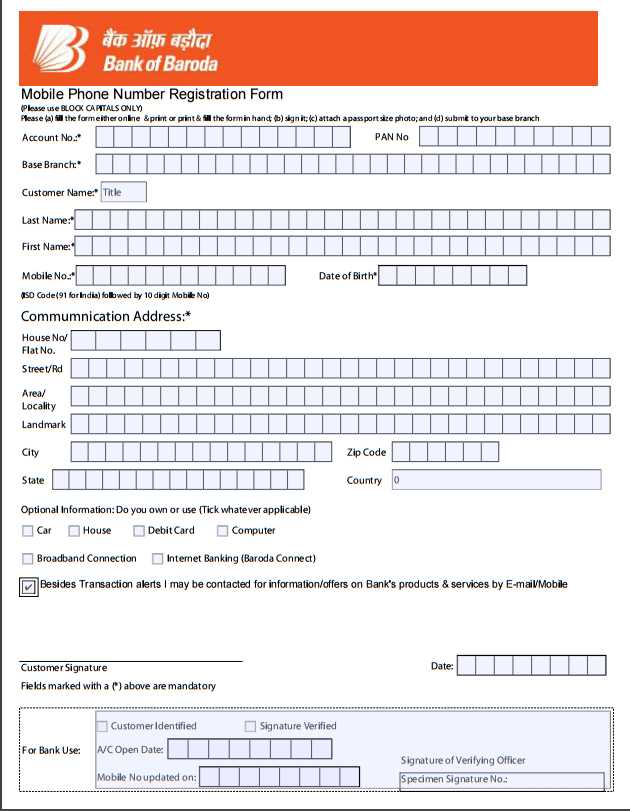 बैंक ऑफ़ बड़ौदा
Bank of Baroda
Mobile Phone Number Registration Form
(Please use BLOCK CAPITALS ONLY)
Please (a) fill the form either online & print or print & fill the form in hand; (b) sign it; (c) attach a passport size photo; and (d) submit to your base branch
Account No.:* PAN No
Base Branch:*
Customer Name:* Title
Last Name:*
First Name:*
Mobile No.:* Date of Birth*
(ISD Code (91 for India) followed by 10 digit Mobile No)
Commumnication Address:*
House No/
Flat No.
Street/Rd
Area/
Locality
Landmark
City Zip Code
State Country 0
Optional Information: Do you own or use (Tick whatever applicable)
Car House Debit Card Computer
Broadband Connection Internet Banking (Baroda Connect)
Besides Transaction alerts I may be contacted for information/offers on Bank's products & services by E-mail/Mobile
Customer Signature Date:
Fields marked with a (*) above are mandatory
Customer Identified Signature Verified
For Bank Use: A/C Open Date:
Signature of Verifying Officer
Mobile No updated on: Specimen Signature No.: